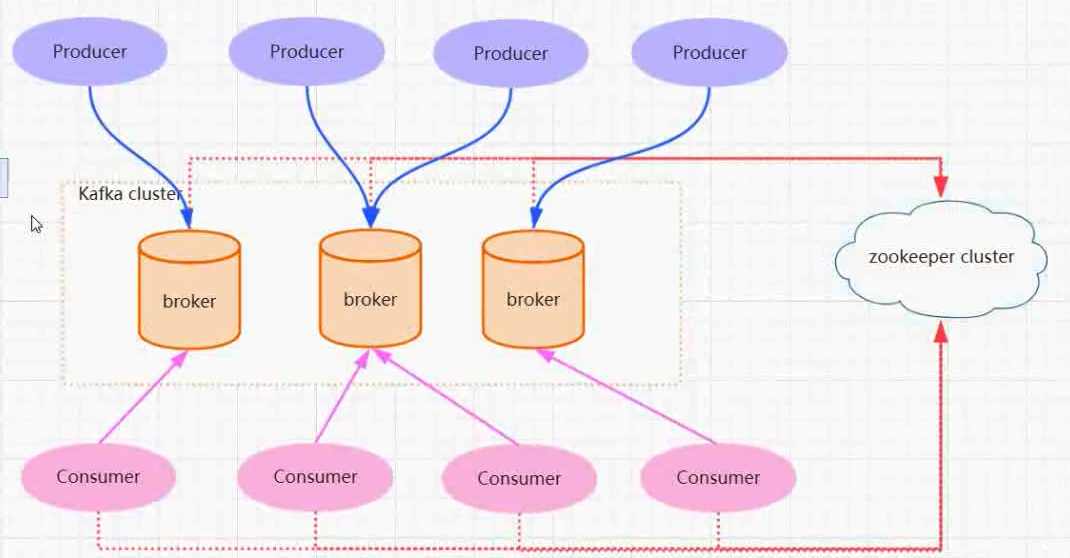 Producer
Producer
Producer
Producer
Kafka cluster
broker
broker
broker
zookeeper cluster
Consumer
Consumer
Consumer
Consumer